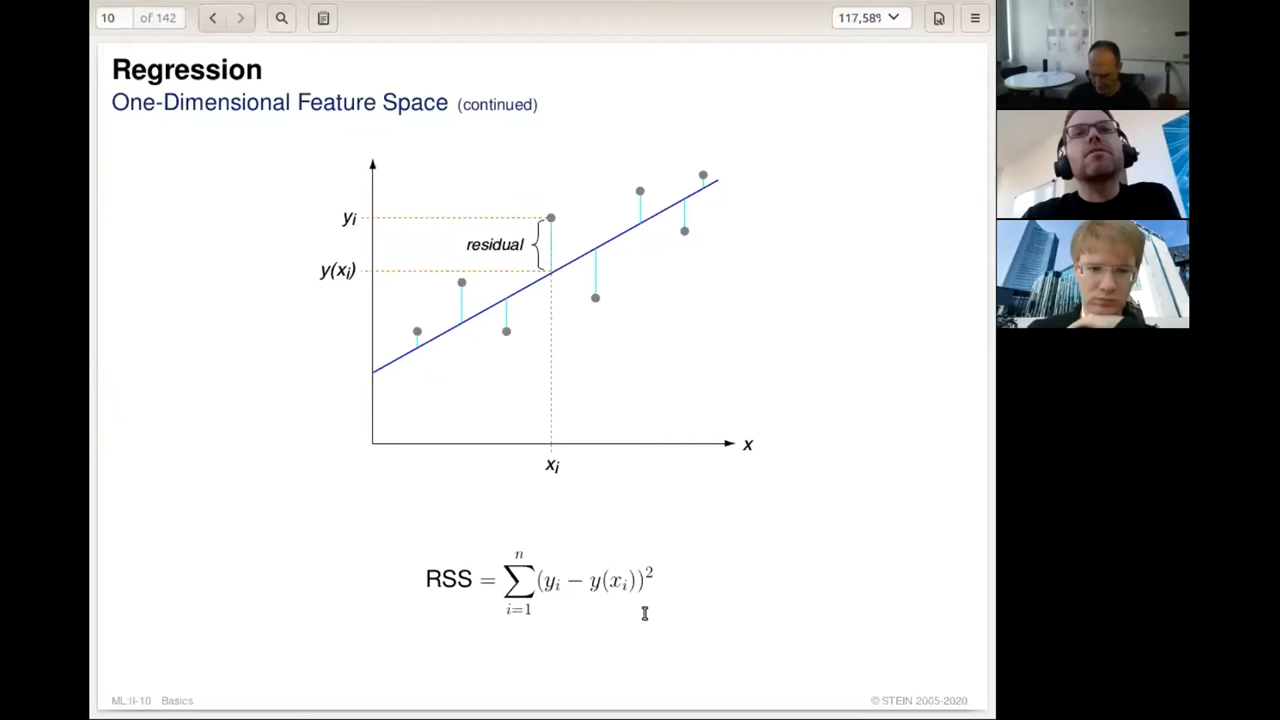 10 of 142 117,58%
Regression
One-Dimensional Feature Space (continued)
yi
residual
y(xi)
x
xi
RSS = ∑ⁿᵢ₌₁ (yᵢ − y(xᵢ))²
ML:II-10 Basics © STEIN 2005-2020